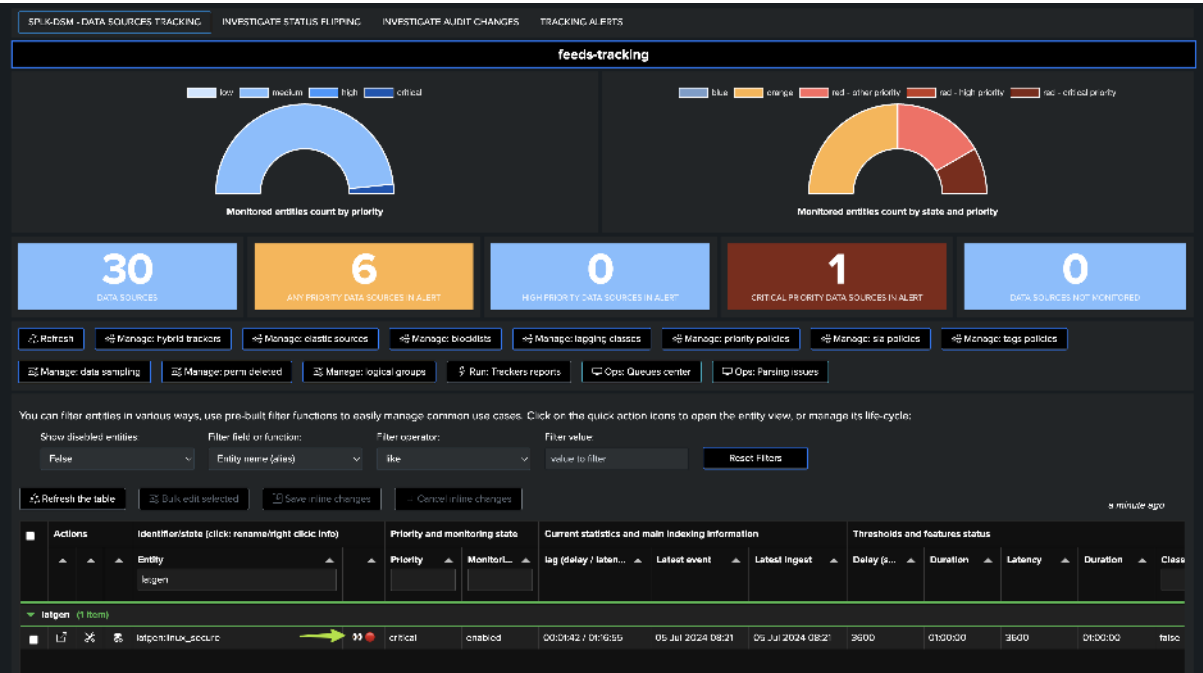 SPLK-DSM - DATA SOURCES TRACKING INVESTIGATE STATUS FLIPPING INVESTIGATE AUDIT CHANGES TRACKING ALERTS
feeds-tracking
low medium high critical
blue orange red - other priority red - high priority red - critical priority
Monitored entities count by priority
Monitored entities count by state and priority
30 6 0 1 0
DATA SOURCES ANY PRIORITY DATA SOURCES IN ALERT HIGH PRIORITY DATA SOURCES IN ALERT CRITICAL PRIORITY DATA SOURCES IN ALERT DATA SOURCES NOT MONITORED
Refresh Manage: hybrid trackers Manage: elastic sources Manage: blocklists Manage: lagging classes Manage: priority policies Manage: sla policies Manage: tags policies
Manage: data sampling Manage: perm deleted Manage: logical groups Run: Trackers reports Ops: Queues center Ops: Parsing issues
You can filter entities in various ways, use pre-built filter functions to easily manage common use cases. Click on the quick action icons to open the entity view, or manage its life-cycle:
Show disabled entities: Filter field or function: Filter operator: Filter value:
False Entity name (alias) like value to filter Reset Filters
Refresh the table Bulk edit selected Save inline changes Cancel inline changes
a minute ago
Actions Identifier/state (click: rename/right click: info) Priority and monitoring state Current statistics and main indexing information Thresholds and features status
Entity Priority Monitori... lag (delay / laten... Latest event Latest ingest Delay (s... Duration Latency Duration Class
latgen
latgen (1 item)
latgen:linux_secure critical enabled 00:01:42 / 01:16:55 05 Jul 2024 08:21 05 Jul 2024 08:21 3600 01:00:00 3600 01:00:00 false